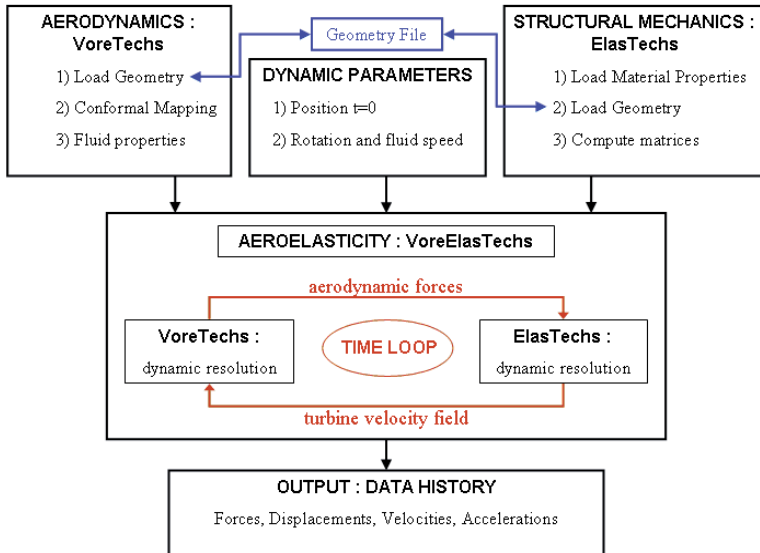 AERODYNAMICS :
VoreTechs
1) Load Geometry
2) Conformal Mapping
3) Fluid properties
Geometry File
DYNAMIC PARAMETERS
1) Position t=0
2) Rotation and fluid speed
STRUCTURAL MECHANICS :
ElasTechs
1) Load Material Properties
2) Load Geometry
3) Compute matrices
AEROELASTICITY : VoreElasTechs
aerodynamic forces
VoreTechs :
dynamic resolution
TIME LOOP
ElasTechs :
dynamic resolution
turbine velocity field
OUTPUT : DATA HISTORY
Forces, Displacements, Velocities, Accelerations